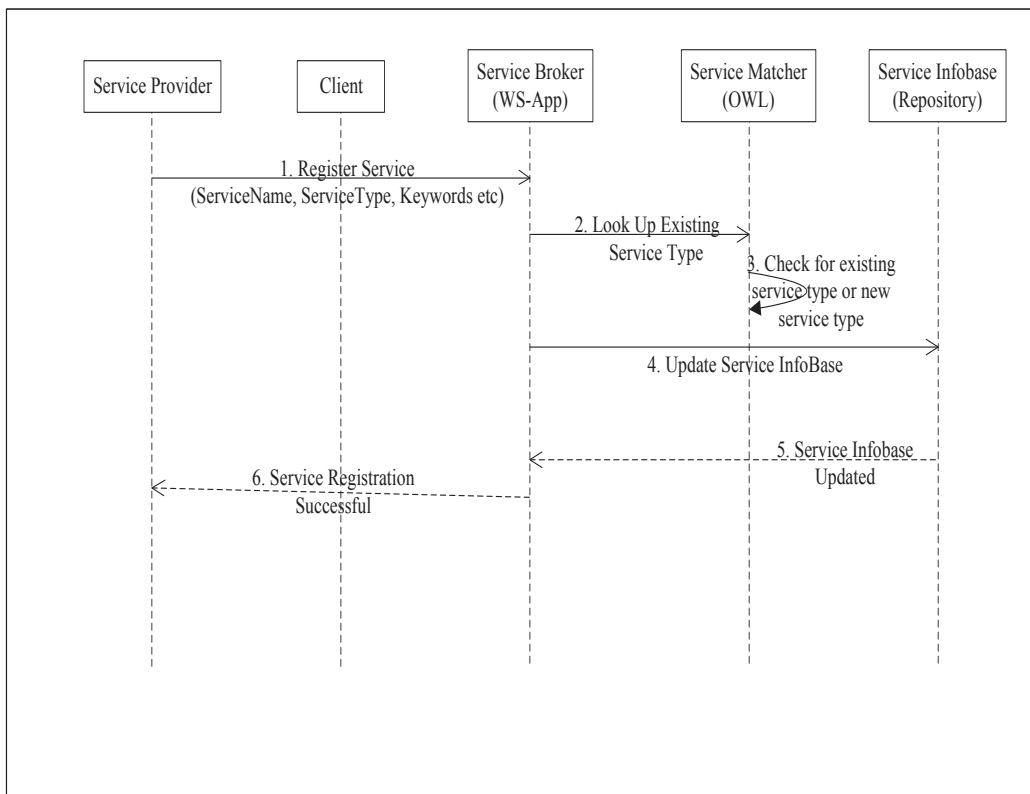 Service Provider
Client
Service Broker
(WS-App)
Service Matcher
(OWL)
Service Infobase
(Repository)
1. Register Service
(ServiceName, ServiceType, Keywords etc)
2. Look Up Existing
Service Type
3. Check for existing
service type or new
service type
4. Update Service InfoBase
5. Service Infobase
Updated
6. Service Registration
Successful